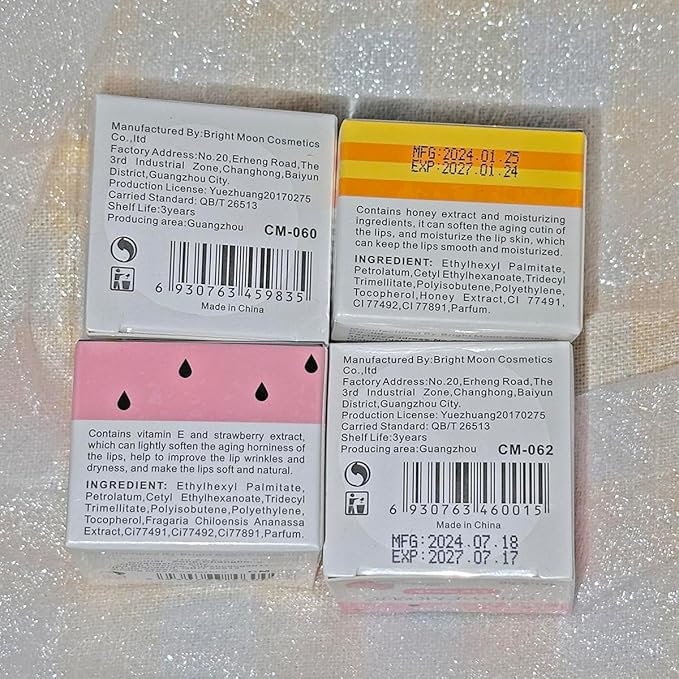 Manufactured By:Bright Moon Cosmetics
Co.,ltd
Factory Address:No.20,Erheng Road,The
3rd Industrial Zone,Changhong,Baiyun
District,Guangzhou City.
Production License: Yuezhuang20170275
Carried Standard: QB/T 26513
Shelf Life:3years
Producing area:Guangzhou
CM-060
6 930763 459835
Made in China
MFG:2024.01.25
EXP:2027.01.24
Contains honey extract and moisturizing
ingredients, it can soften the aging cutin of
the lips, and moisturize the lip skin, which
can keep the lips smooth and moisturized.
INGREDIENT: Ethylhexyl Palmitate,
Petrolatum,Cetyl Ethylhexanoate,Tridecyl
Trimellitate,Polyisobutene,Polyethylene,
Tocopherol,Honey Extract,CI 77491,
CI 77492,CI 77891,Parfum.
Contains vitamin E and strawberry extract,
which can lightly soften the aging horniness of
the lips, help to improve the lip wrinkles and
dryness, and make the lips soft and natural.
INGREDIENT: Ethylhexyl Palmitate,
Petrolatum,Cetyl Ethylhexanoate,Tridecyl
Trimellitate,Polyisobutene,Polyethylene,
Tocopherol,Fragaria Chiloensis Ananassa
Extract,Ci77491,Ci77492,Ci77891,Parfum.
Manufactured By:Bright Moon Cosmetics
Co.,ltd
Factory Address:No.20,Erheng Road,The
3rd Industrial Zone,Changhong,Baiyun
District,Guangzhou City.
Production License: Yuezhuang20170275
Carried Standard: QB/T 26513
Shelf Life:3years
Producing area:Guangzhou
CM-062
6 930763 460015
Made in China
MFG:2024.07.18
EXP:2027.07.17